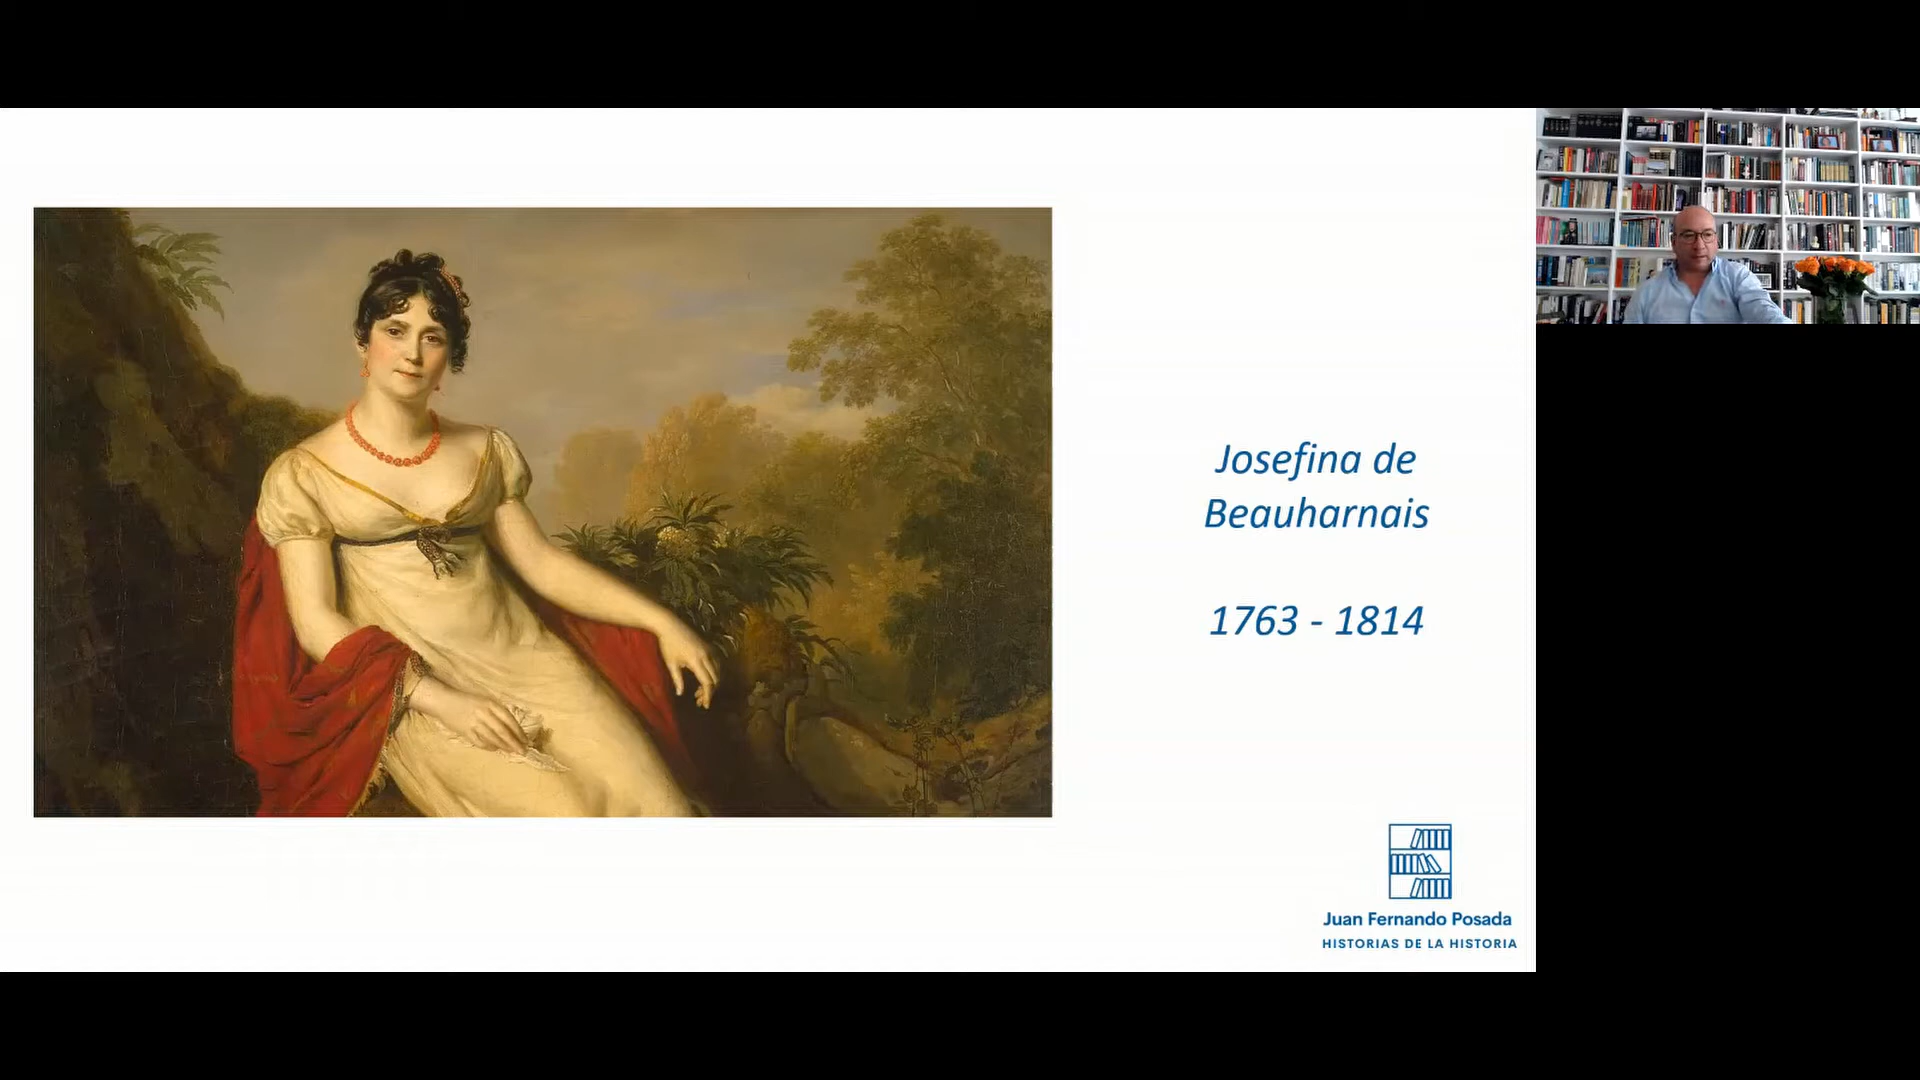 Josefina de
Beauharnais
1763 - 1814
Juan Fernando Posada
HISTORIAS DE LA HISTORIA